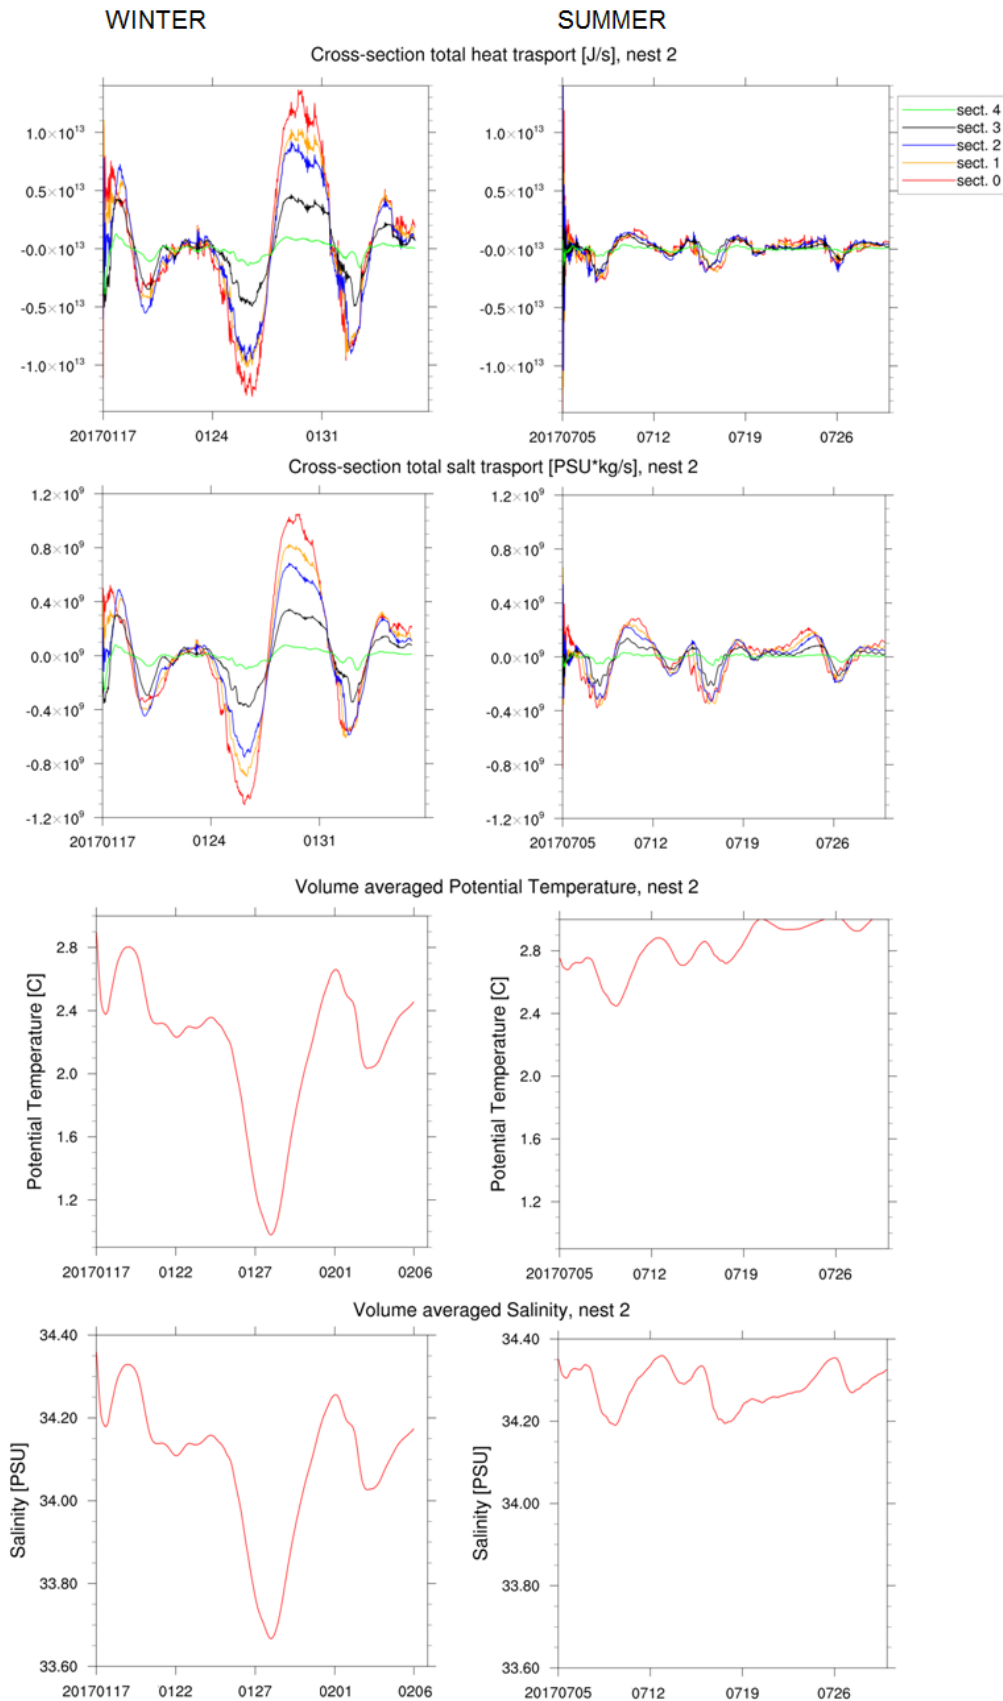 WINTER SUMMER
Cross-section total heat trasport [J/s], nest 2
1.0×10¹³
0.5×10¹³
-0.0×10¹³
-0.5×10¹³
-1.0×10¹³
20170117 0124 0131
1.0×10¹³
0.5×10¹³
-0.0×10¹³
-0.5×10¹³
-1.0×10¹³
20170705 0712 0719 0726
sect. 4
sect. 3
sect. 2
sect. 1
sect. 0
Cross-section total salt trasport [PSU*kg/s], nest 2
1.2×10⁹
0.8×10⁹
0.4×10⁹
0.0×10⁹
-0.4×10⁹
-0.8×10⁹
-1.2×10⁹
20170117 0124 0131
1.2×10⁹
0.8×10⁹
0.4×10⁹
0.0×10⁹
-0.4×10⁹
-0.8×10⁹
-1.2×10⁹
20170705 0712 0719 0726
Volume averaged Potential Temperature, nest 2
Potential Temperature [C]
2.8
2.4
2.0
1.6
1.2
20170117 0122 0127 0201 0206
Potential Temperature [C]
2.8
2.4
2.0
1.6
1.2
20170705 0712 0719 0726
Volume averaged Salinity, nest 2
Salinity [PSU]
34.40
34.20
34.00
33.80
33.60
20170117 0122 0127 0201 0206
Salinity [PSU]
34.40
34.20
34.00
33.80
33.60
20170705 0712 0719 0726